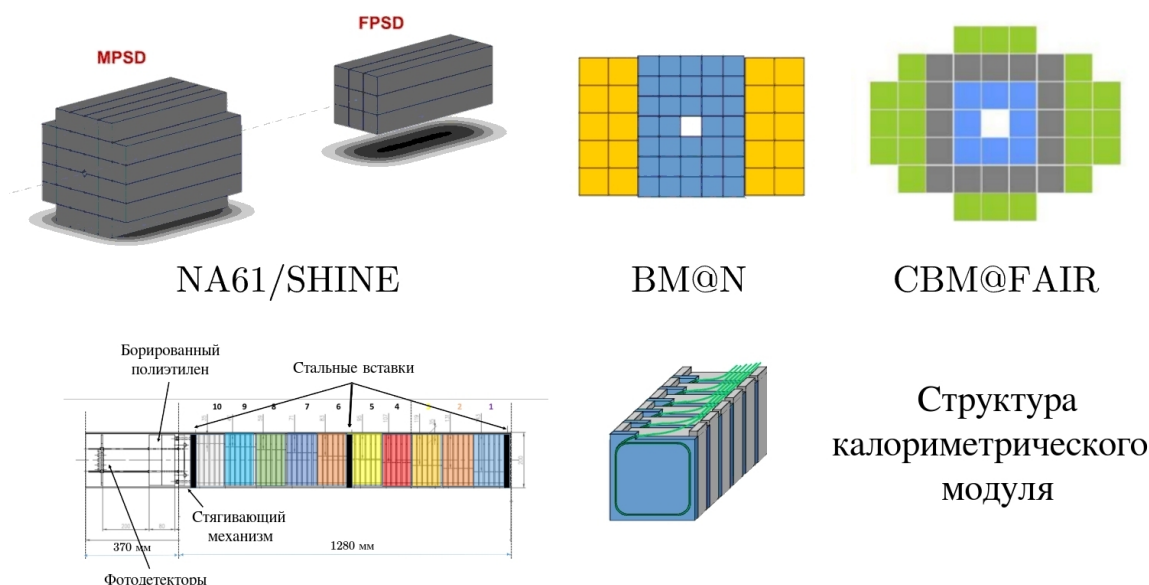 MPSD
FPSD
NA61/SHINE
BM@N
CBM@FAIR
Борированный
полиэтилен
Стальные вставки
10 9 8 7 6 5 4 2 1
Стягивающий
механизм
370 мм
1280 мм
Фотодетекторы
Структура
калориметрического
модуля